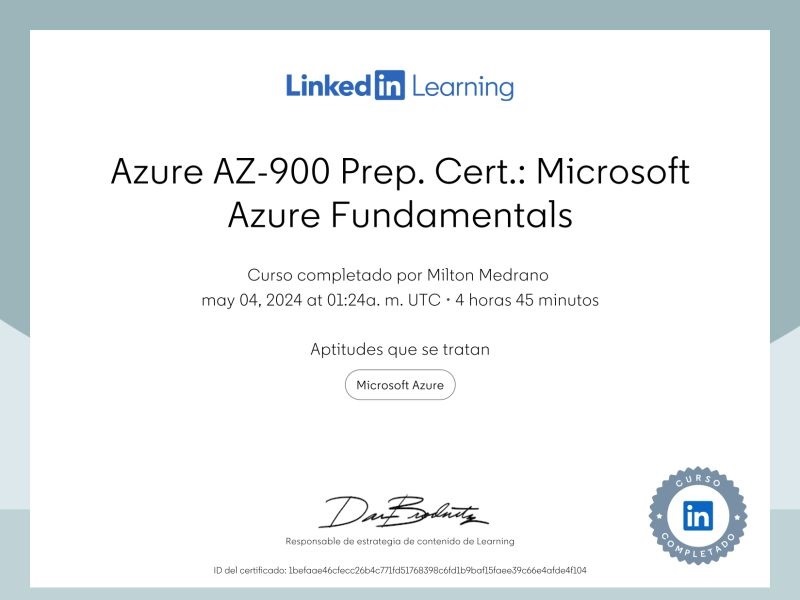 Linkedin Learning
Azure AZ-900 Prep. Cert.: Microsoft
Azure Fundamentals
Curso completado por Milton Medrano
may 04, 2024 at 01:24a. m. UTC • 4 horas 45 minutos
Aptitudes que se tratan
Microsoft Azure
Responsable de estrategia de contenido de Learning
ID del certificado: 1befaae46cfecc26b4c771fd51768398c6fd1b9baf15faee39c66e4afde4f104
CURSO
in
COMPLETADO